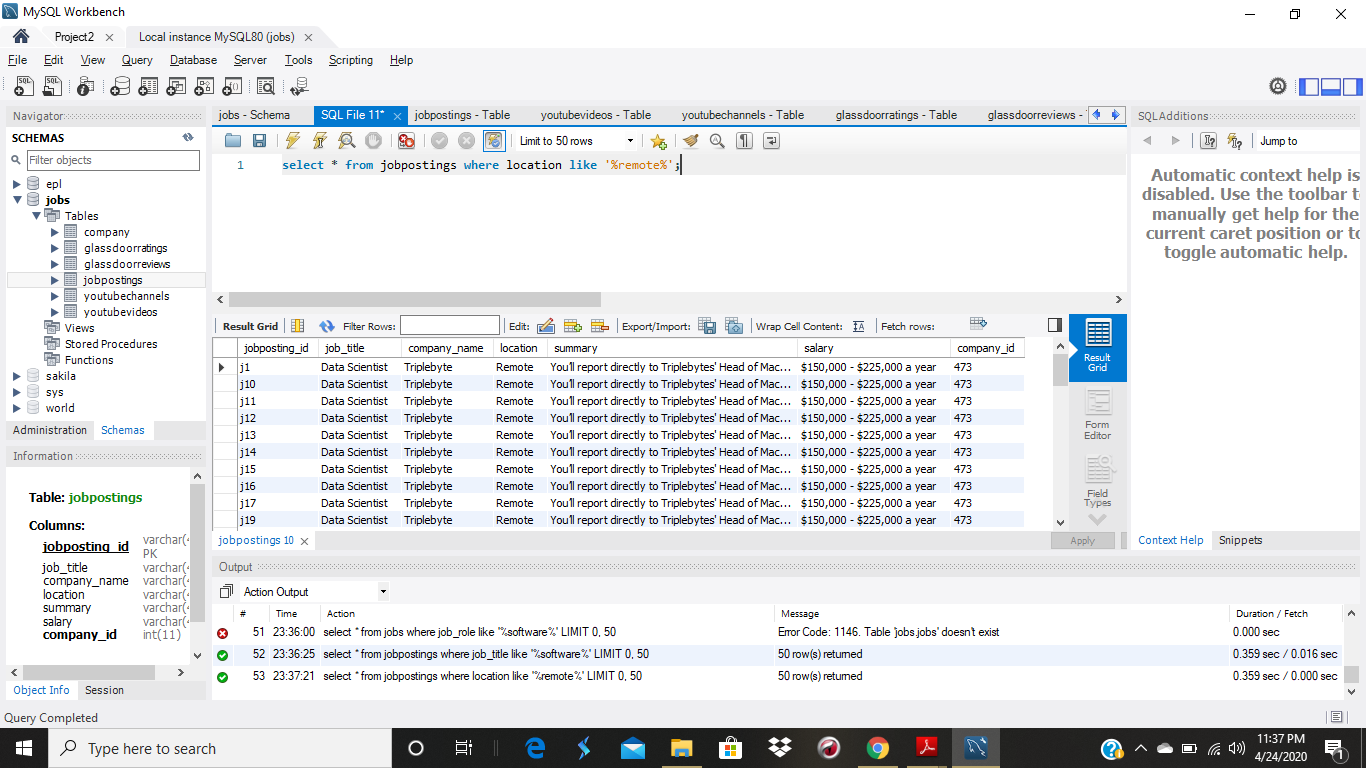 MySQL Workbench
Project2 Local instance MySQL80 (jobs)
File Edit View Query Database Server Tools Scripting Help
Navigator
SCHEMAS
Filter objects
epl
jobs
Tables
company
glassdoorratings
glassdoorreviews
jobpostings
youtubechannels
youtubevideos
Views
Stored Procedures
Functions
sakila
sys
world
Administration Schemas
Information
Table: jobpostings
Columns:
jobposting_id varchar(4
PK
job_title varchar(4
company_name varchar(4
location varchar(4
summary varchar(4
salary varchar(4
company_id int(11)
Object Info Session
jobs - Schema SQL File 11* jobpostings - Table youtubevideos - Table youtubechannels - Table glassdoorratings - Table glassdoorreviews -
Limit to 50 rows
1 select * from jobpostings where location like '%remote%';
Result Grid Filter Rows: Edit: Export/Import: Wrap Cell Content: Fetch rows:
jobposting_id job_title company_name location summary salary company_id
j1 Data Scientist Triplebyte Remote You'll report directly to Triplebytes' Head of Mac... $150,000 - $225,000 a year 473
j10 Data Scientist Triplebyte Remote You'll report directly to Triplebytes' Head of Mac... $150,000 - $225,000 a year 473
j11 Data Scientist Triplebyte Remote You'll report directly to Triplebytes' Head of Mac... $150,000 - $225,000 a year 473
j12 Data Scientist Triplebyte Remote You'll report directly to Triplebytes' Head of Mac... $150,000 - $225,000 a year 473
j13 Data Scientist Triplebyte Remote You'll report directly to Triplebytes' Head of Mac... $150,000 - $225,000 a year 473
j14 Data Scientist Triplebyte Remote You'll report directly to Triplebytes' Head of Mac... $150,000 - $225,000 a year 473
j15 Data Scientist Triplebyte Remote You'll report directly to Triplebytes' Head of Mac... $150,000 - $225,000 a year 473
j16 Data Scientist Triplebyte Remote You'll report directly to Triplebytes' Head of Mac... $150,000 - $225,000 a year 473
j17 Data Scientist Triplebyte Remote You'll report directly to Triplebytes' Head of Mac... $150,000 - $225,000 a year 473
j19 Data Scientist Triplebyte Remote You'll report directly to Triplebytes' Head of Mac... $150,000 - $225,000 a year 473
Result
Grid
Form
Editor
Field
Types
jobpostings 10 Apply
SQLAdditions
Jump to
Automatic context help is
disabled. Use the toolbar t
manually get help for the
current caret position or to
toggle automatic help.
Context Help Snippets
Output
Action Output
# Time Action Message Duration / Fetch
51 23:36:00 select * from jobs where job_role like '%software%' LIMIT 0, 50 Error Code: 1146. Table 'jobs.jobs' doesn't exist 0.000 sec
52 23:36:25 select * from jobpostings where job_title like '%software%' LIMIT 0, 50 50 row(s) returned 0.359 sec / 0.016 sec
53 23:37:21 select * from jobpostings where location like '%remote%' LIMIT 0, 50 50 row(s) returned 0.359 sec / 0.000 sec
Query Completed
Type here to search
11:37 PM
4/24/2020
1